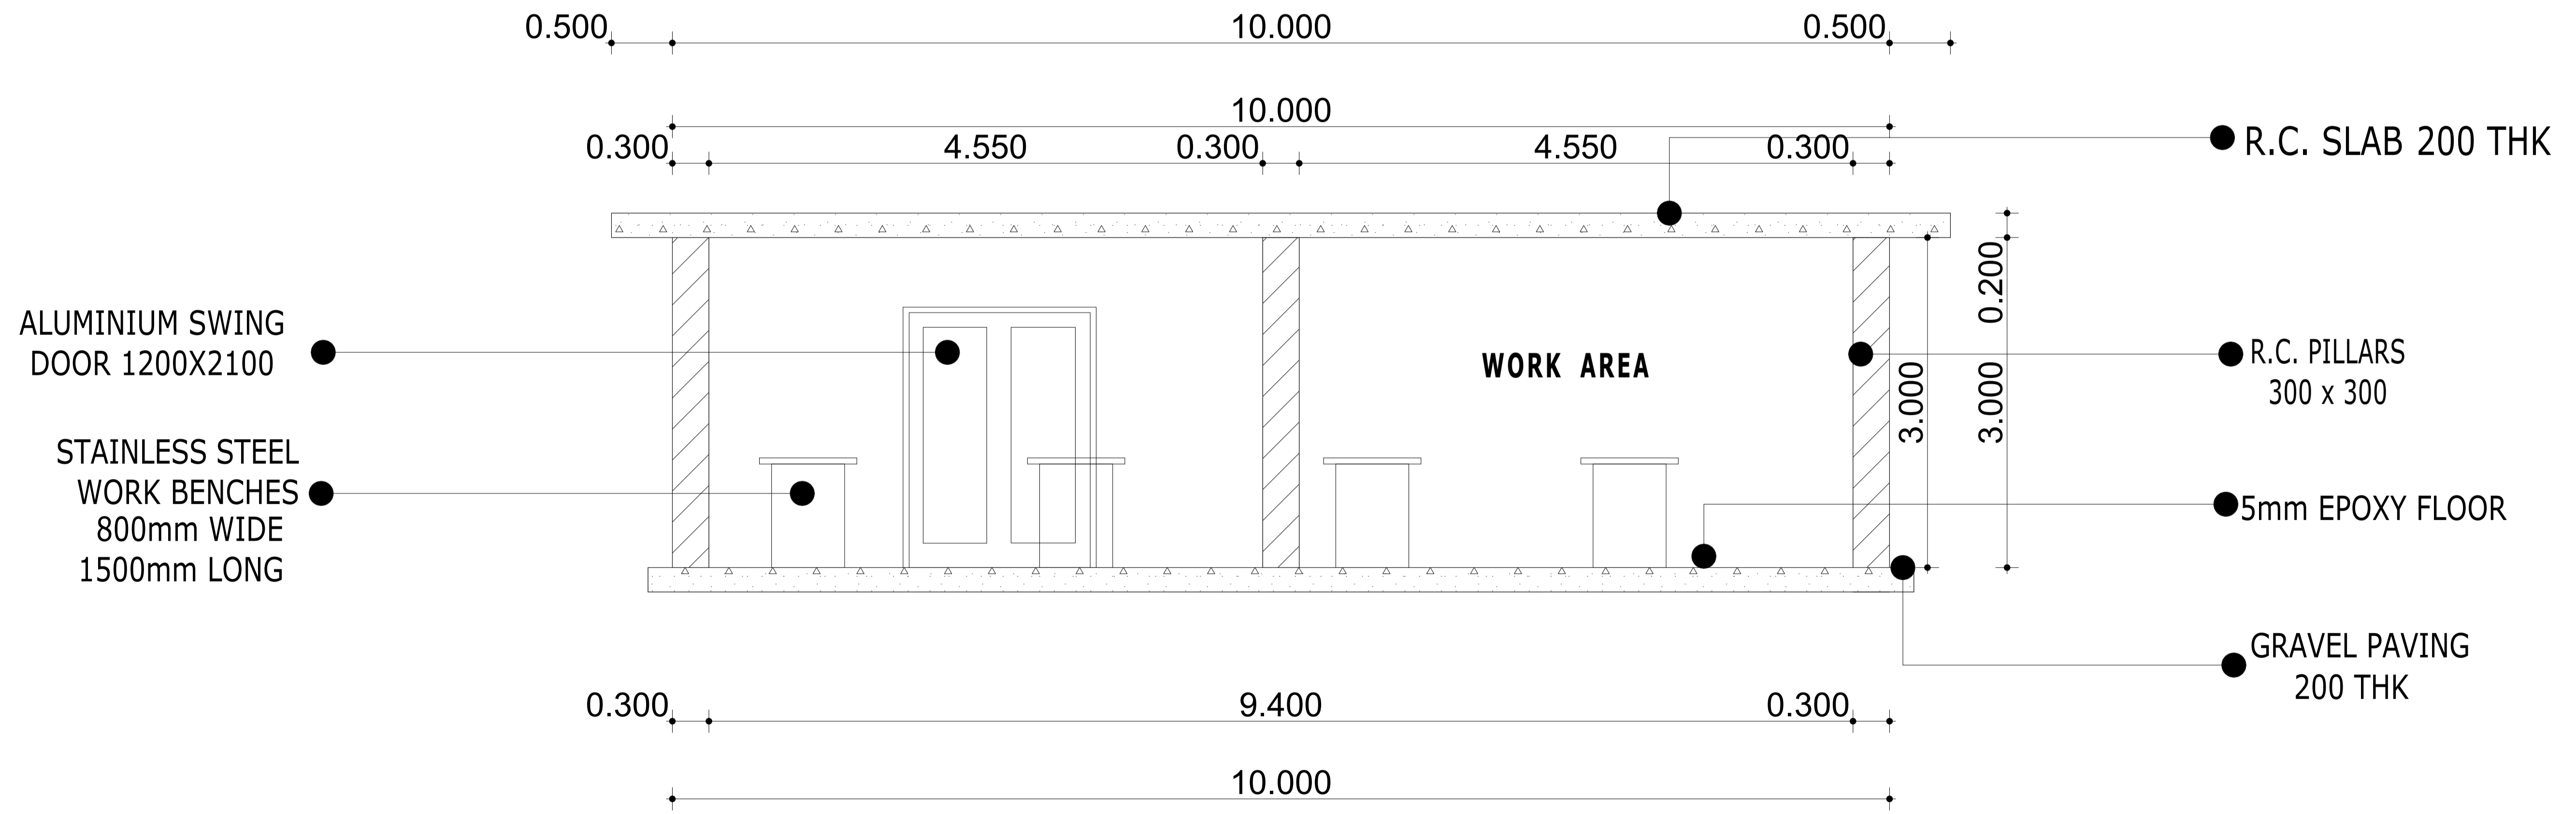 0.500 10.000 0.500
10.000
0.300 4.550 0.300 4.550 0.300
R.C. SLAB 200 THK
0.200
3.000
3.000
ALUMINIUM SWING
DOOR 1200X2100
WORK AREA
R.C. PILLARS
300 x 300
STAINLESS STEEL
WORK BENCHES
800mm WIDE
1500mm LONG
5mm EPOXY FLOOR
GRAVEL PAVING
200 THK
0.300 9.400 0.300
10.000